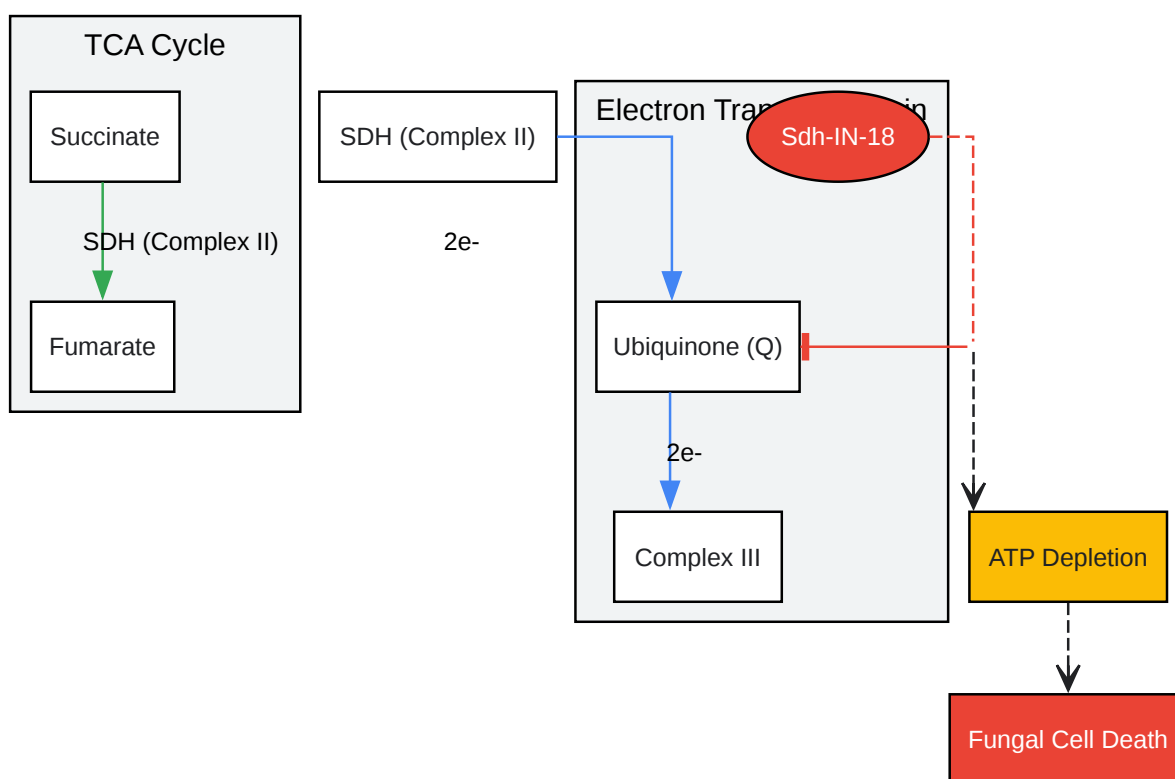 TCA Cycle
Succinate
SDH (Complex II)
Fumarate
SDH (Complex II)
2e-
Electron
Sdh-IN-18
Ubiquinone (Q)
2e-
Complex III
ATP Depletion
Fungal Cell Death